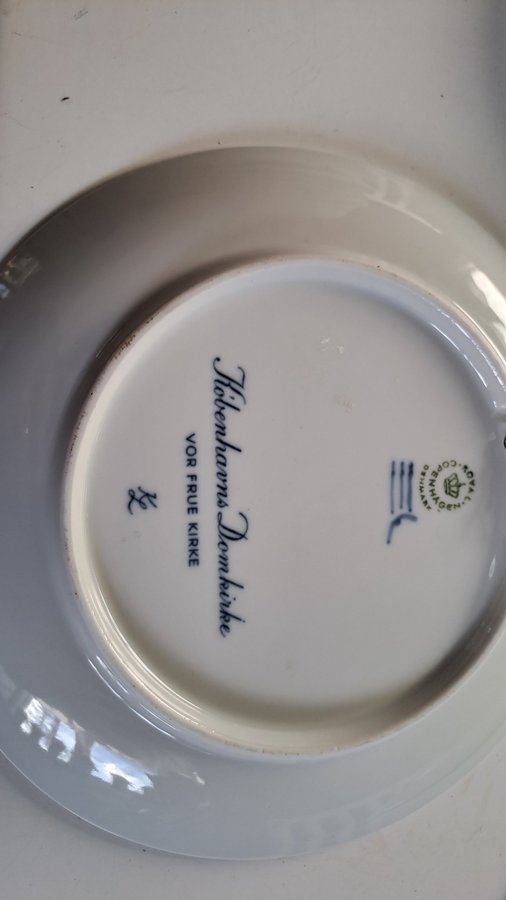 ROYAL
COPENHAGEN
DENMARK
Københavns Domkirke
VOR FRUE KIRKE